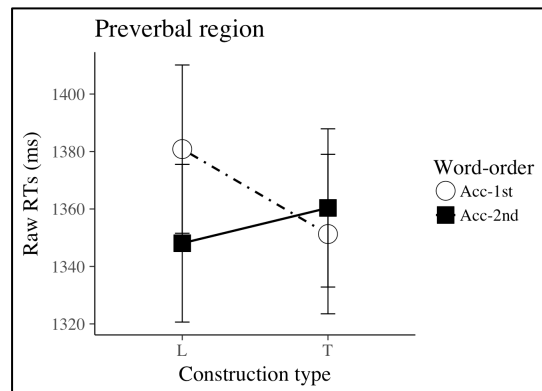 Preverbal region
Raw RTs (ms)
1400
1380
1360
1340
1320
L
T
Construction type
Word-order
Acc-1st
Acc-2nd